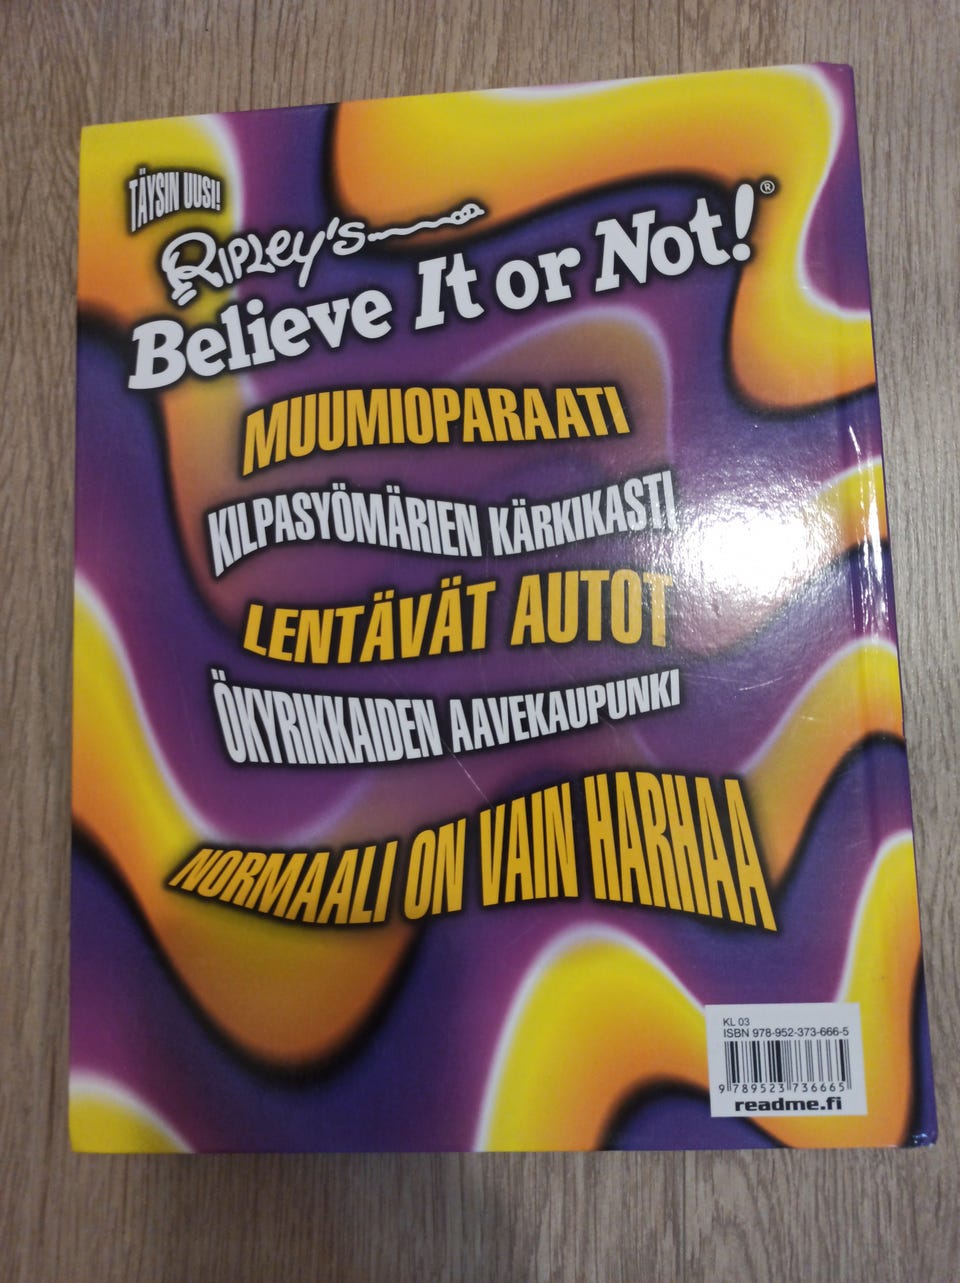 TÄYSIN UUSI!
RIPLEY's
Believe It or Not!®
MUUMIOPARAATI
KILPASYÖMÄRIEN KÄRKIKASTI
LENTÄVÄT AUTOT
ÖKYRIKKAIDEN AAVEKAUPUNKI
NORMAALI ON VAIN HARHAA
KL 03
ISBN 978-952-373-666-5
9 789523 736665
readme.fi